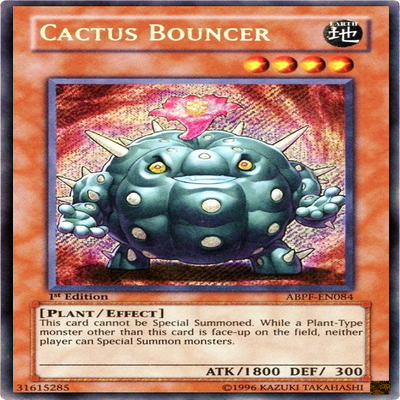 CACTUS BOUNCER
EARTH
地
1st Edition
ABPF-EN084
[PLANT/EFFECT]
This card cannot be Special Summoned. While a Plant-Type
monster other than this card is face-up on the field, neither
player can Special Summon monsters.
ATK/1800 DEF/ 300
31615285
©1996 KAZUKI TAKAHASHI